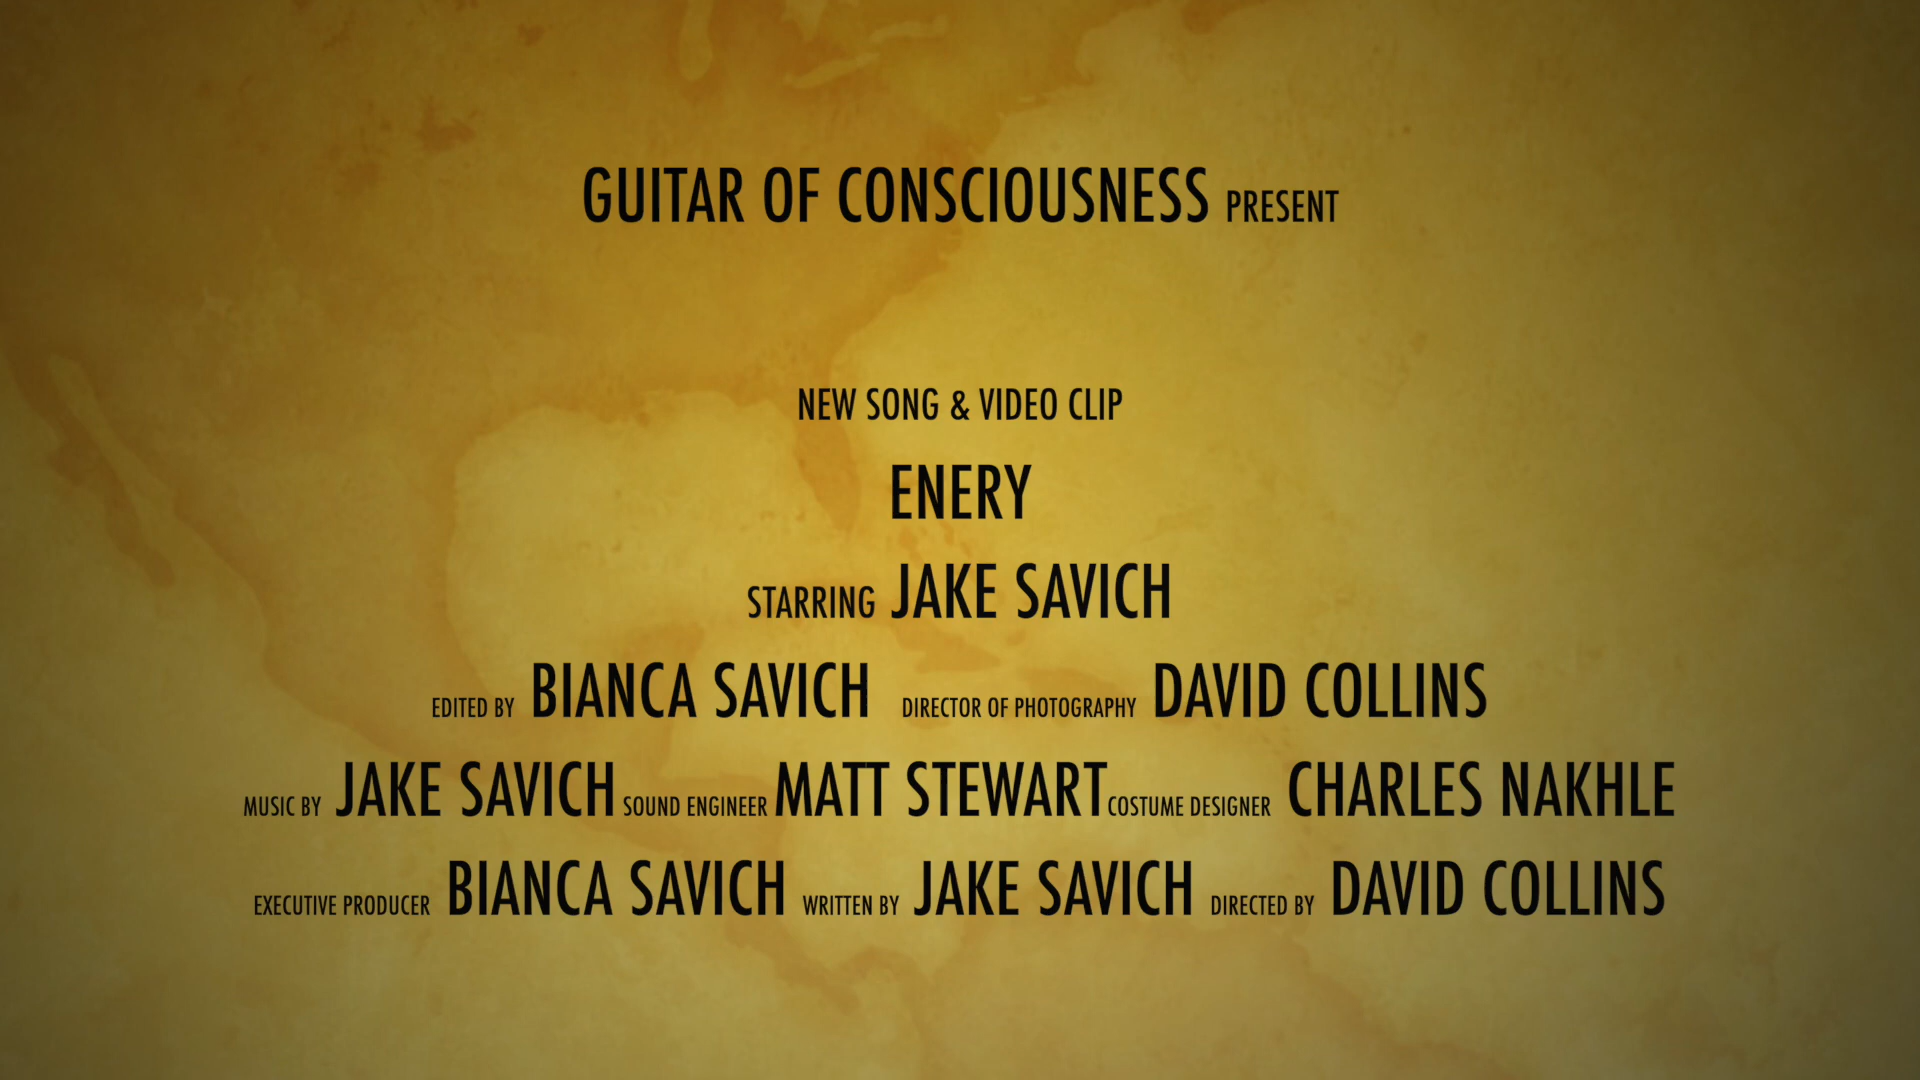 GUITAR OF CONSCIOUSNESS PRESENT
NEW SONG & VIDEO CLIP
ENERY
STARRING JAKE SAVICH
EDITED BY BIANCA SAVICH DIRECTOR OF PHOTOGRAPHY DAVID COLLINS
MUSIC BY JAKE SAVICH SOUND ENGINEER MATT STEWART COSTUME DESIGNER CHARLES NAKHLE
EXECUTIVE PRODUCER BIANCA SAVICH WRITTEN BY JAKE SAVICH DIRECTED BY DAVID COLLINS